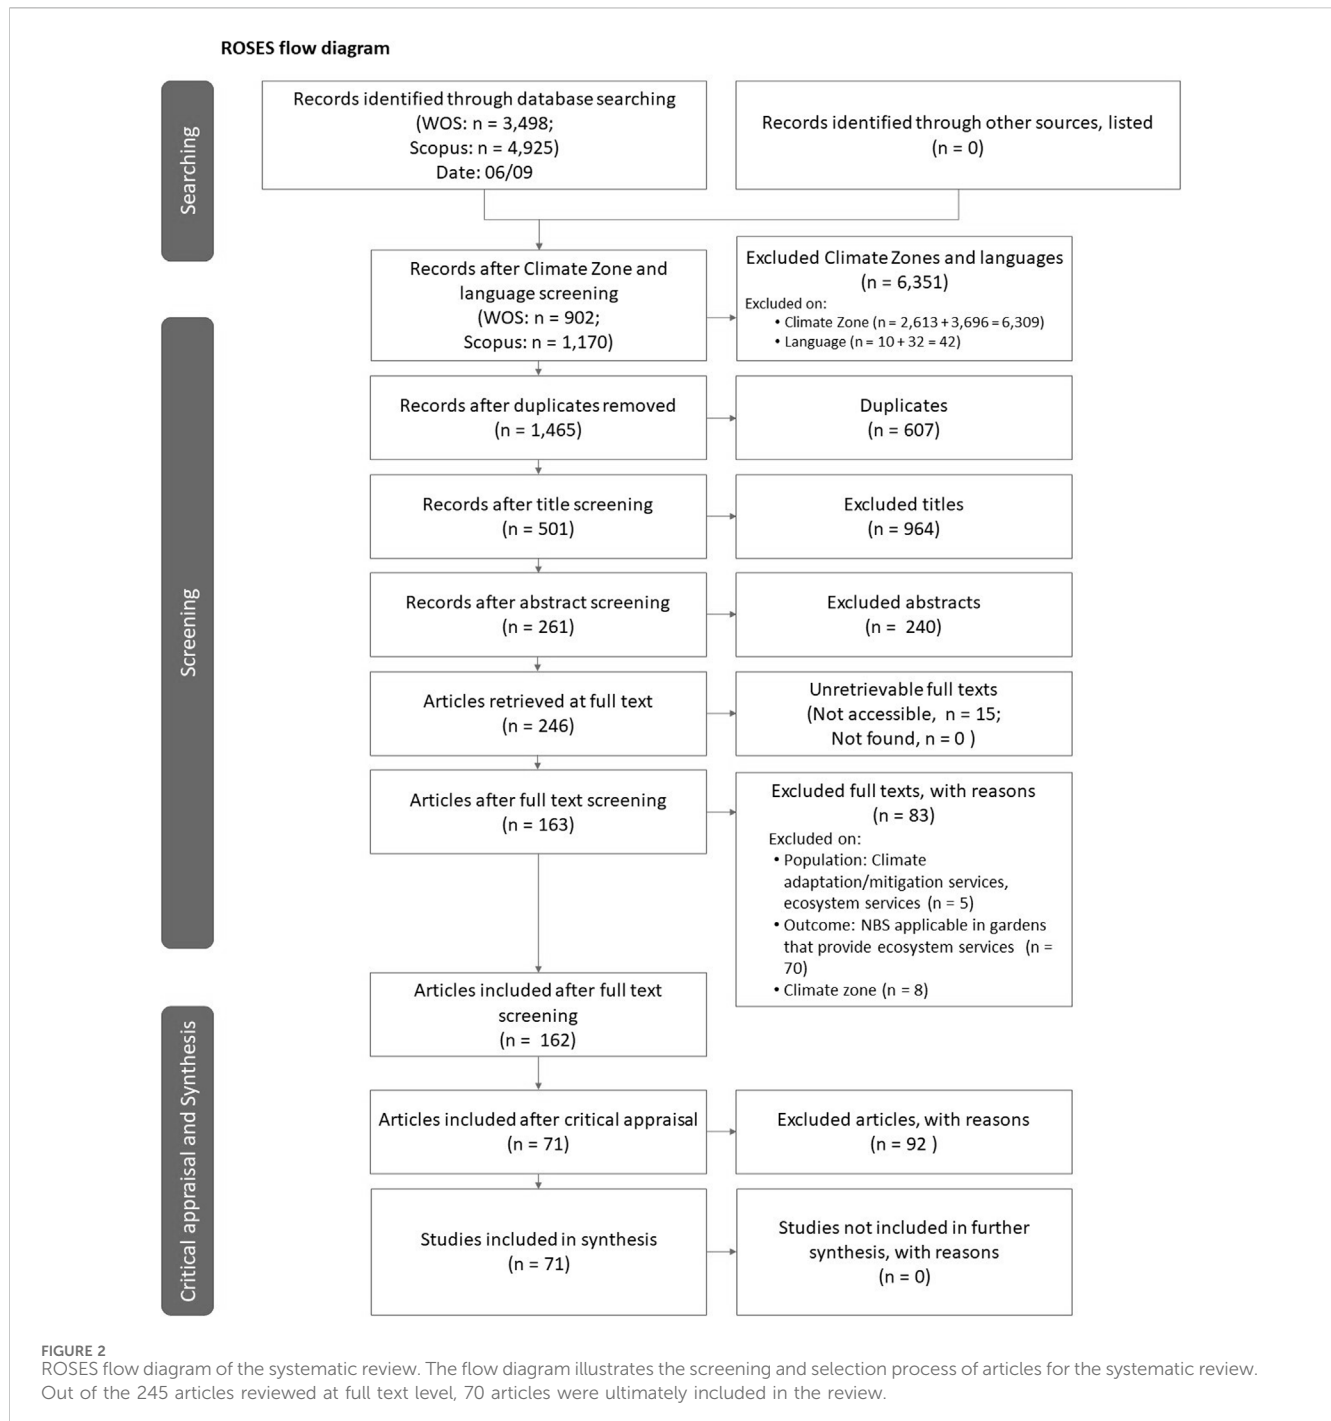 ROSES flow diagram
Searching
Records identified through database searching
(WOS: n = 3,498;
Scopus: n = 4,925)
Date: 06/09
Records identified through other sources, listed
(n = 0)
Screening
Records after Climate Zone and
language screening
(WOS: n = 902;
Scopus: n = 1,170)
Excluded Climate Zones and languages
(n = 6,351)
Excluded on:
• Climate Zone (n = 2,613 + 3,696 = 6,309)
• Language (n = 10 + 32 = 42)
Records after duplicates removed
(n = 1,465)
Duplicates
(n = 607)
Records after title screening
(n = 501)
Excluded titles
(n = 964)
Records after abstract screening
(n = 261)
Excluded abstracts
(n = 240)
Articles retrieved at full text
(n = 246)
Unretrievable full texts
(Not accessible, n = 15;
Not found, n = 0 )
Articles after full text screening
(n = 163)
Excluded full texts, with reasons
(n = 83)
Excluded on:
• Population: Climate
adaptation/mitigation services,
ecosystem services (n = 5)
• Outcome: NBS applicable in gardens
that provide ecosystem services (n =
70)
• Climate zone (n = 8)
Critical appraisal and Synthesis
Articles included after full text
screening
(n = 162)
Articles included after critical appraisal
(n = 71)
Excluded articles, with reasons
(n = 92 )
Studies included in synthesis
(n = 71)
Studies not included in further
synthesis, with reasons
(n = 0)
FIGURE 2
ROSES flow diagram of the systematic review. The flow diagram illustrates the screening and selection process of articles for the systematic review.
Out of the 245 articles reviewed at full text level, 70 articles were ultimately included in the review.